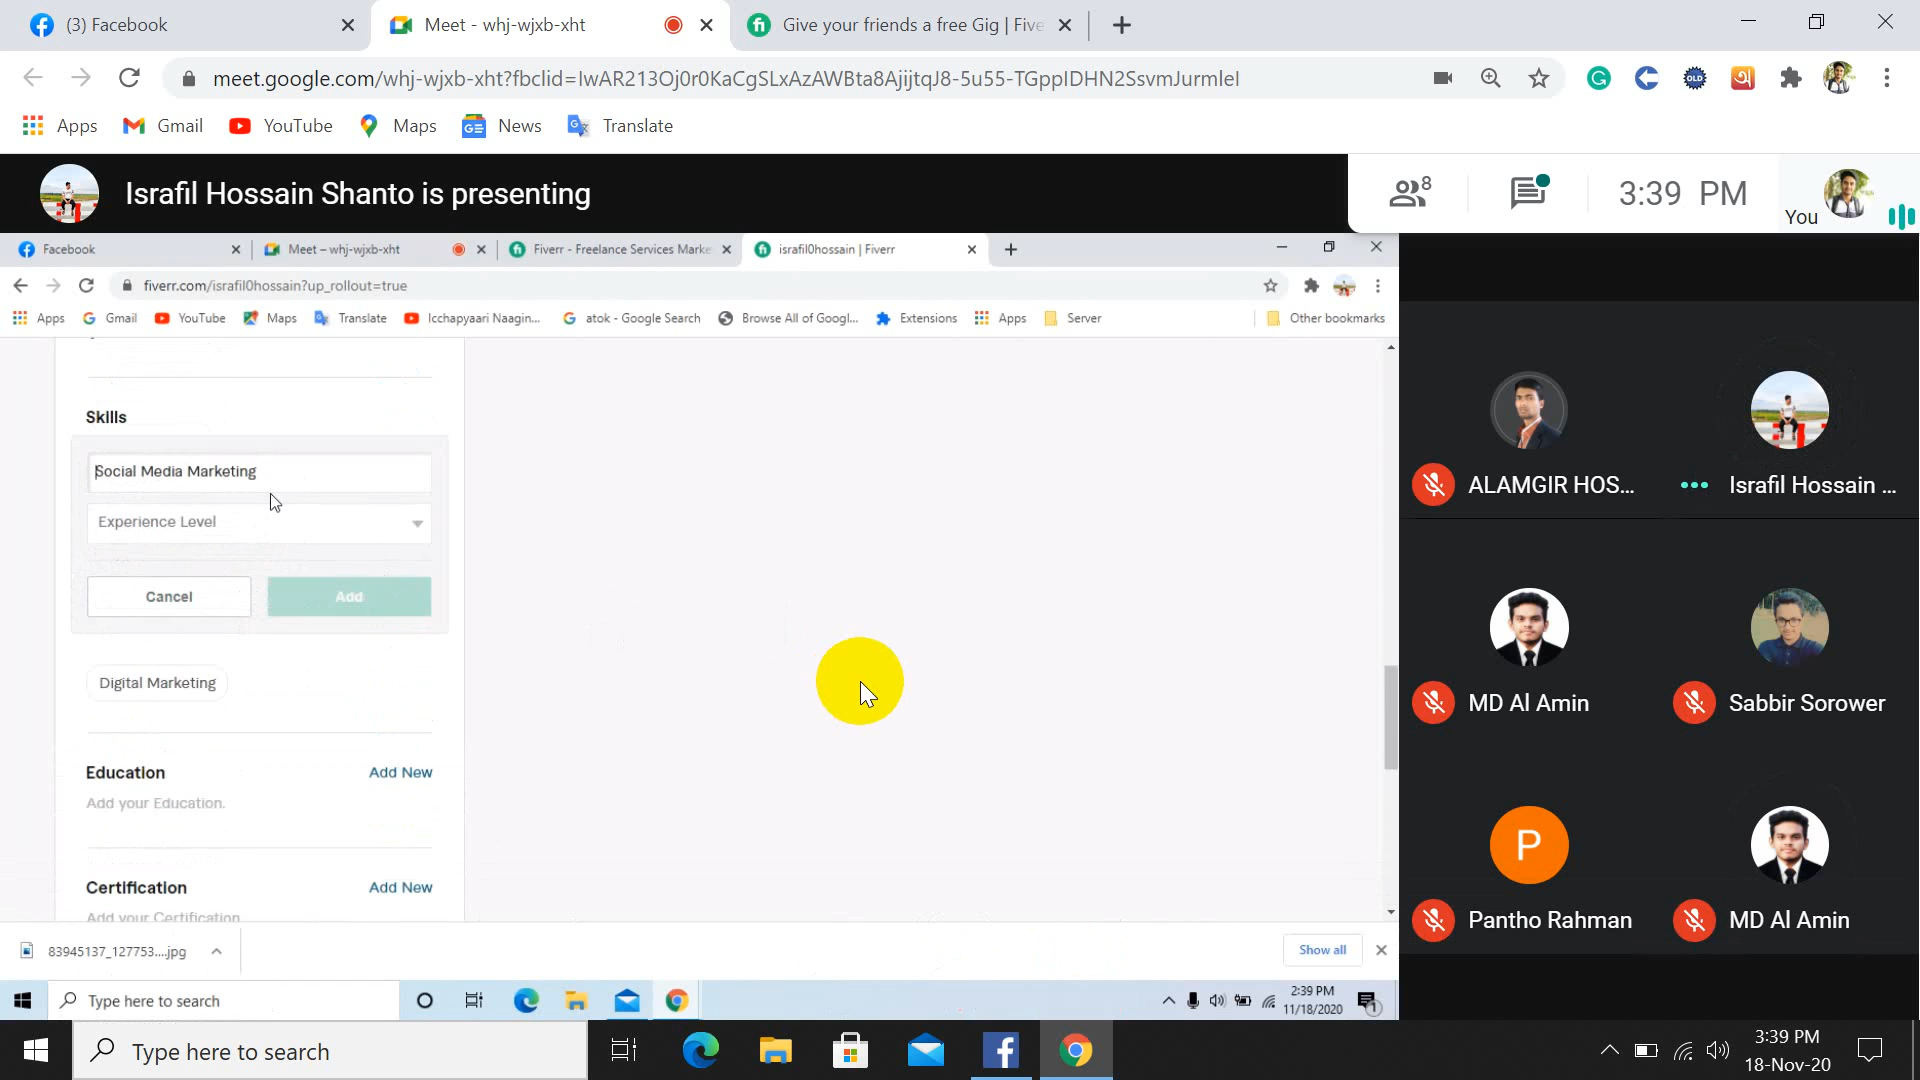 (3) Facebook
Meet - whj-wjxb-xht
Give your friends a free Gig | Five
meet.google.com/whj-wjxb-xht?fbclid=IwAR213Oj0r0KaCgSLxAzAWBta8AjijtqJ8-5u55-TGppIDHN2SsvmJurmleI
OLD
অ
Apps
Gmail
YouTube
Maps
News
Translate
Israfil Hossain Shanto is presenting
8
3:39 PM
You
Facebook
Meet – whj-wjxb-xht
Fiverr - Freelance Services Marke
israfil0hossain | Fiverr
fiverr.com/israfil0hossain?up_rollout=true
Apps
Gmail
YouTube
Maps
Translate
Icchapyaari Naagin...
atok - Google Search
Browse All of Googl...
Extensions
Apps
Server
Other bookmarks
Skills
Social Media Marketing
Experience Level
Cancel
Add
Digital Marketing
Education
Add New
Add your Education.
Certification
Add New
Add your Certification
ALAMGIR HOS...
Israfil Hossain ...
MD Al Amin
Sabbir Sorower
P
Pantho Rahman
MD Al Amin
83945137_127753....jpg
Show all
Type here to search
2:39 PM
11/18/2020
1
Type here to search
3:39 PM
18-Nov-20